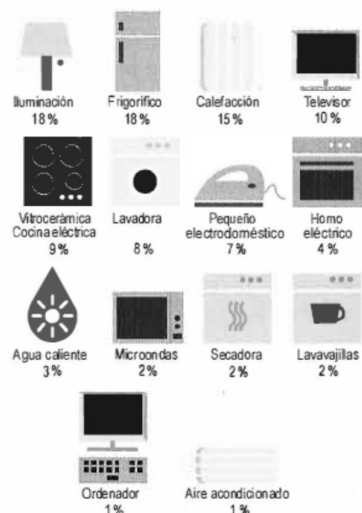 Iluminación Frigorífico Calefacción Televisor
18 % 18 % 15 % 10 %
Vitrocerámica Lavadora Pequeño Horno
Cocina eléctrica electrodoméstico eléctrico
9 % 8 % 7 % 4 %
Agua caliente Microondas Secadora Lavavajillas
3 % 2 % 2 % 2 %
Ordenador Aire acondicionado
1 % 1 %